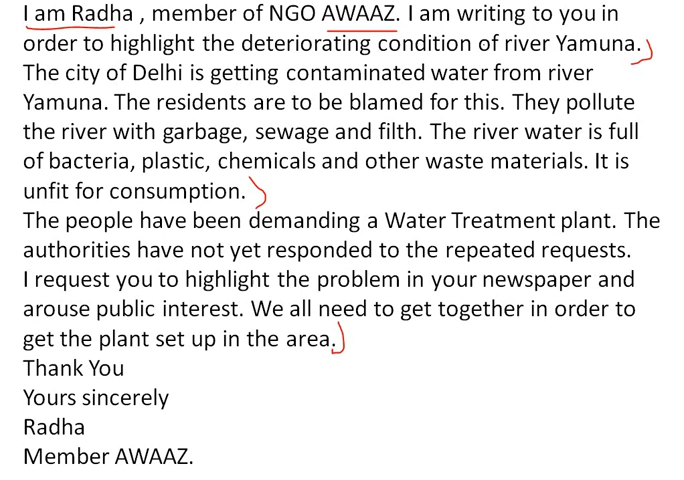 I am Radha , member of NGO AWAAZ. I am writing to you in
order to highlight the deteriorating condition of river Yamuna.
The city of Delhi is getting contaminated water from river
Yamuna. The residents are to be blamed for this. They pollute
the river with garbage, sewage and filth. The river water is full
of bacteria, plastic, chemicals and other waste materials. It is
unfit for consumption.
The people have been demanding a Water Treatment plant. The
authorities have not yet responded to the repeated requests.
I request you to highlight the problem in your newspaper and
arouse public interest. We all need to get together in order to
get the plant set up in the area.
Thank You
Yours sincerely
Radha
Member AWAAZ.